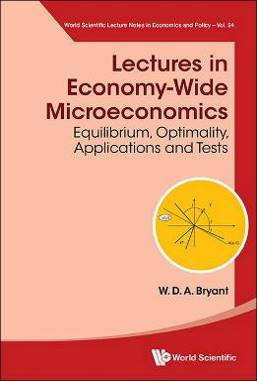 World Scientific Lecture Notes in Economics and Policy – Vol. 24
Lectures in
Economy-Wide
Microeconomics
Equilibrium, Optimality,
Applications and Tests
W. D. A. Bryant
World Scientific